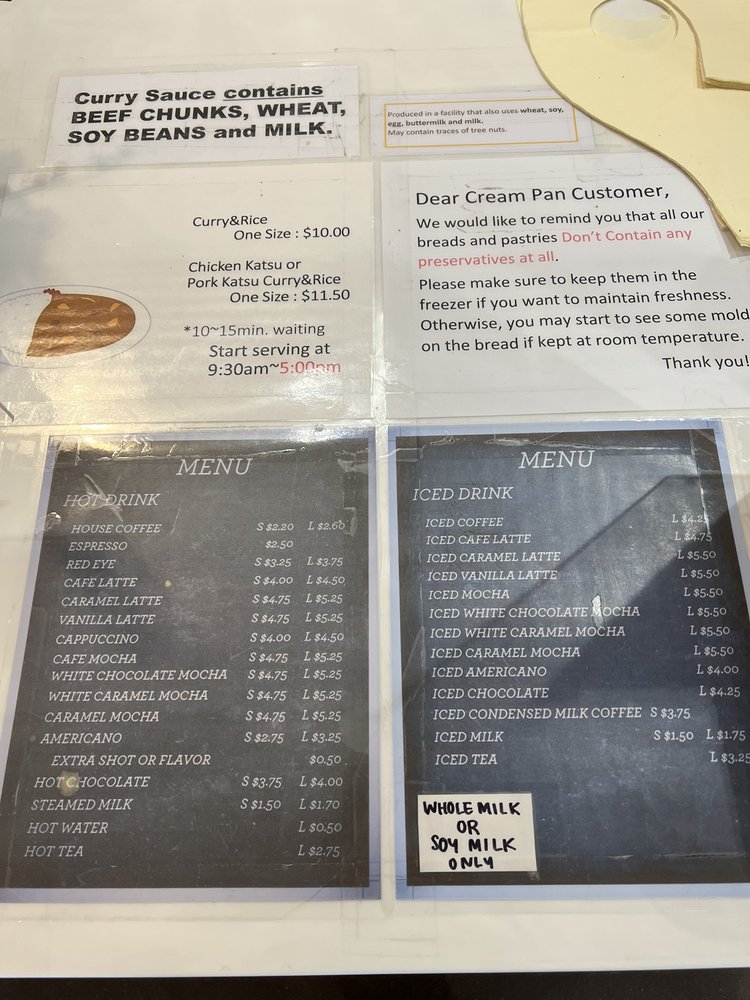 Curry Sauce contains
BEEF CHUNKS, WHEAT,
SOY BEANS and MILK.
Produced in a facility that also uses wheat, soy,
egg, buttermilk and milk.
May contain traces of tree nuts.
Curry&Rice
One Size : $10.00
Chicken Katsu or
Pork Katsu Curry&Rice
One Size : $11.50
*10~15min. waiting
Start serving at
9:30am~5:00pm
Dear Cream Pan Customer,
We would like to remind you that all our
breads and pastries Don't Contain any
preservatives at all.
Please make sure to keep them in the
freezer if you want to maintain freshness.
Otherwise, you may start to see some mold
on the bread if kept at room temperature.
Thank you!
MENU
HOT DRINK
HOUSE COFFEE S $2.20 L $2.60
ESPRESSO $2.50
RED EYE S $3.25 L $3.75
CAFE LATTE S $4.00 L $4.50
CARAMEL LATTE S $4.75 L $5.25
VANILLA LATTE S $4.75 L $5.25
CAPPUCCINO S $4.00 L $4.50
CAFE MOCHA S $4.75 L $5.25
WHITE CHOCOLATE MOCHA S $4.75 L $5.25
WHITE CARAMEL MOCHA S $4.75 L $5.25
CARAMEL MOCHA S $4.75 L $5.25
AMERICANO S $2.75 L $3.25
EXTRA SHOT OR FLAVOR $0.50
HOT CHOCOLATE S $3.75 L $4.00
STEAMED MILK S $1.50 L $1.70
HOT WATER L $0.50
HOT TEA L $2.75
MENU
ICED DRINK
ICED COFFEE L $4.25
ICED CAFE LATTE L $4.75
ICED CARAMEL LATTE L $5.50
ICED VANILLA LATTE L $5.50
ICED MOCHA L $5.50
ICED WHITE CHOCOLATE MOCHA L $5.50
ICED WHITE CARAMEL MOCHA L $5.50
ICED CARAMEL MOCHA L $5.50
ICED AMERICANO L $4.00
ICED CHOCOLATE L $4.25
ICED CONDENSED MILK COFFEE S $3.75
ICED MILK S $1.50 L $1.75
ICED TEA L $3.25
WHOLE MILK
OR
SOY MILK
ONLY